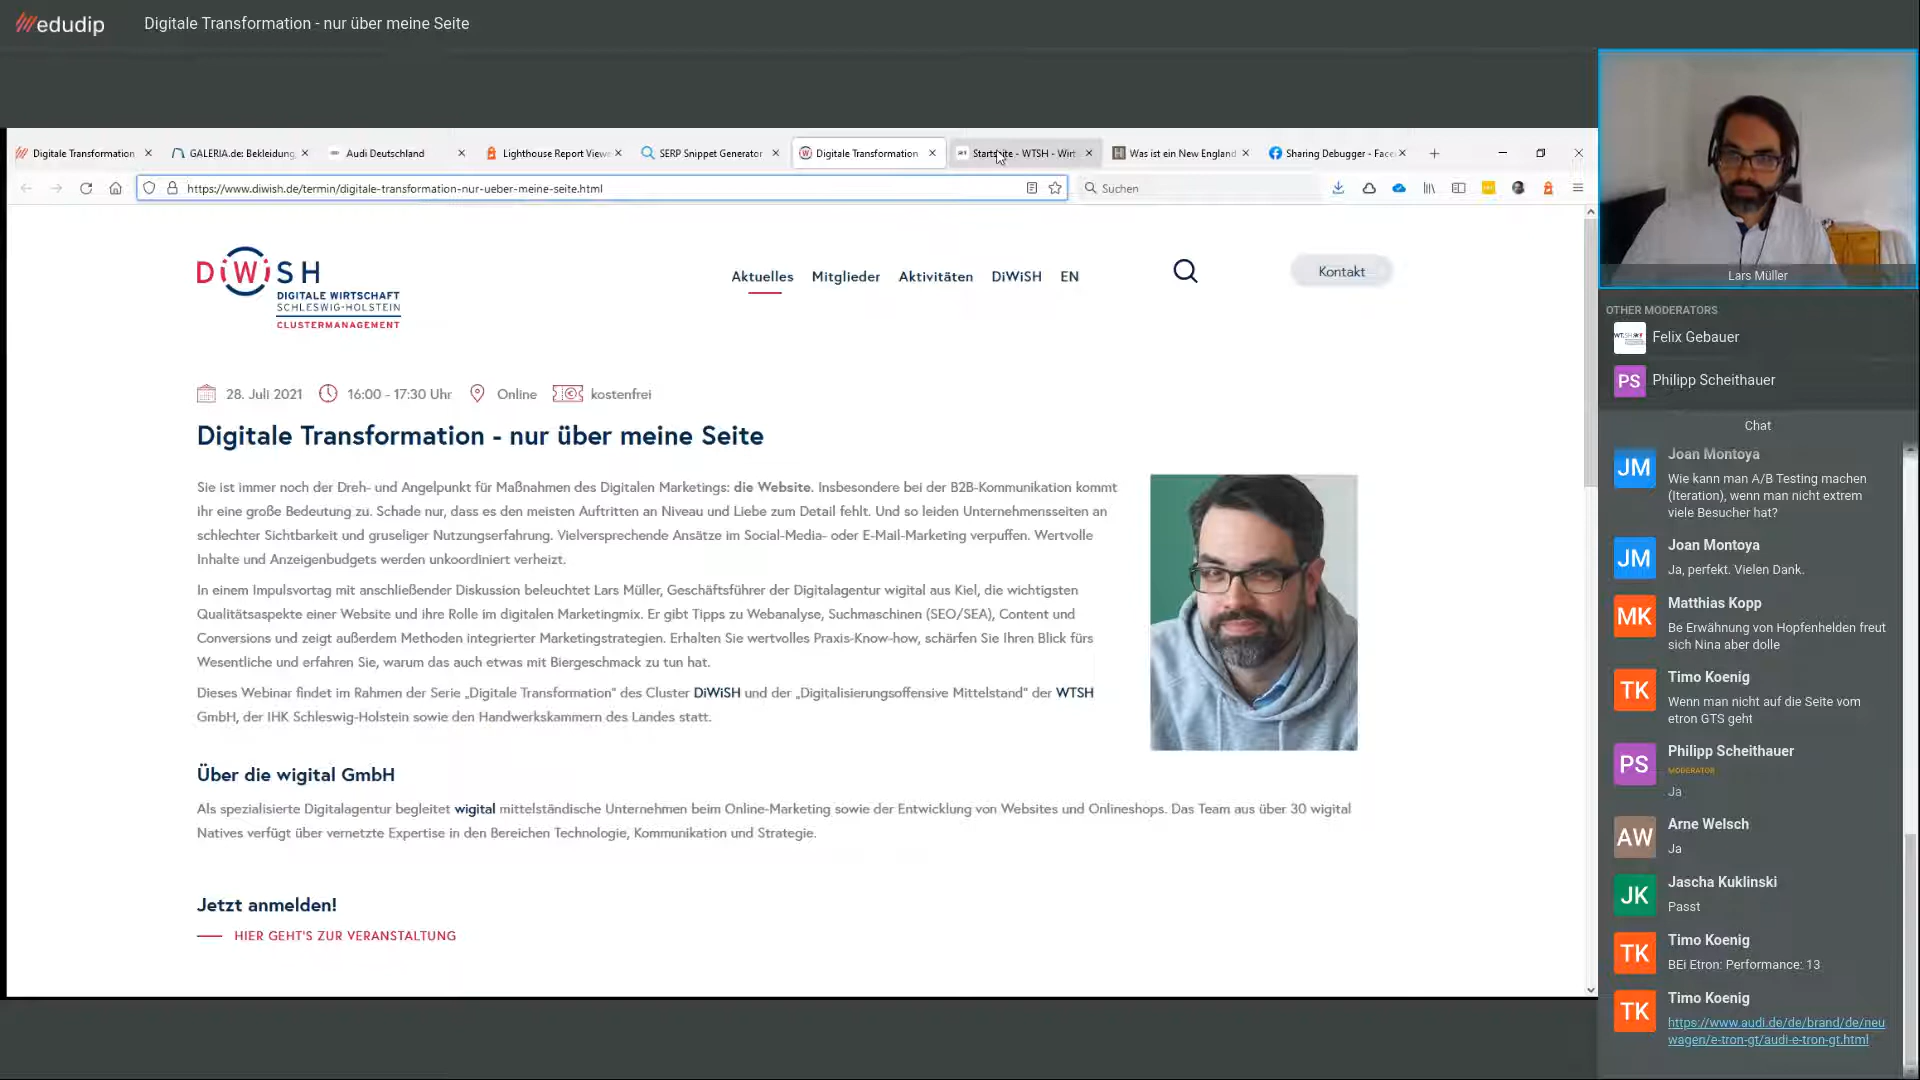 edudip
Digitale Transformation - nur über meine Seite
Digitale Transformation
GALERIA.de: Bekleidung,
Audi Deutschland
Lighthouse Report Viewe
SERP Snippet Generator
Digitale Transformation
Startseite - WTSH - Wirt
Was ist ein New England
Sharing Debugger - Face
https://www.diwish.de/termin/digitale-transformation-nur-ueber-meine-seite.html
Suchen
DiWiSH
DIGITALE WIRTSCHAFT
SCHLESWIG-HOLSTEIN
CLUSTERMANAGEMENT
Aktuelles
Mitglieder
Aktivitäten
DiWiSH
EN
Kontakt
28. Juli 2021
16:00 - 17:30 Uhr
Online
kostenfrei
Digitale Transformation - nur über meine Seite
Sie ist immer noch der Dreh- und Angelpunkt für Maßnahmen des Digitalen Marketings: die Website. Insbesondere bei der B2B-Kommunikation kommt
ihr eine große Bedeutung zu. Schade nur, dass es den meisten Auftritten an Niveau und Liebe zum Detail fehlt. Und so leiden Unternehmensseiten an
schlechter Sichtbarkeit und gruseliger Nutzungserfahrung. Vielversprechende Ansätze im Social-Media- oder E-Mail-Marketing verpuffen. Wertvolle
Inhalte und Anzeigenbudgets werden unkoordiniert verheizt.
In einem Impulsvortag mit anschließender Diskussion beleuchtet Lars Müller, Geschäftsführer der Digitalagentur wigital aus Kiel, die wichtigsten
Qualitätsaspekte einer Website und ihre Rolle im digitalen Marketingmix. Er gibt Tipps zu Webanalyse, Suchmaschinen (SEO/SEA), Content und
Conversions und zeigt außerdem Methoden integrierter Marketingstrategien. Erhalten Sie wertvolles Praxis-Know-how, schärfen Sie Ihren Blick fürs
Wesentliche und erfahren Sie, warum das auch etwas mit Biergeschmack zu tun hat.
Dieses Webinar findet im Rahmen der Serie „Digitale Transformation“ des Cluster DiWiSH und der „Digitalisierungsoffensive Mittelstand“ der WTSH
GmbH, der IHK Schleswig-Holstein sowie den Handwerkskammern des Landes statt.
Über die wigital GmbH
Als spezialisierte Digitalagentur begleitet wigital mittelständische Unternehmen beim Online-Marketing sowie der Entwicklung von Websites und Onlineshops. Das Team aus über 30 wigital
Natives verfügt über vernetzte Expertise in den Bereichen Technologie, Kommunikation und Strategie.
Jetzt anmelden!
HIER GEHT'S ZUR VERANSTALTUNG
Lars Müller
OTHER MODERATORS
Felix Gebauer
PS
Philipp Scheithauer
Chat
JM
Joan Montoya
Wie kann man A/B Testing machen
(Iteration), wenn man nicht extrem
viele Besucher hat?
JM
Joan Montoya
Ja, perfekt. Vielen Dank.
MK
Matthias Kopp
Be Erwähnung von Hopfenhelden freut
sich Nina aber dolle
TK
Timo Koenig
Wenn man nicht auf die Seite vom
etron GTS geht
PS
Philipp Scheithauer
MODERATOR
Ja
AW
Arne Welsch
Ja
JK
Jascha Kuklinski
Passt
TK
Timo Koenig
BEi Etron: Performance: 13
TK
Timo Koenig
https://www.audi.de/de/brand/de/neu
wagen/e-tron-gt/audi-e-tron-gt.html